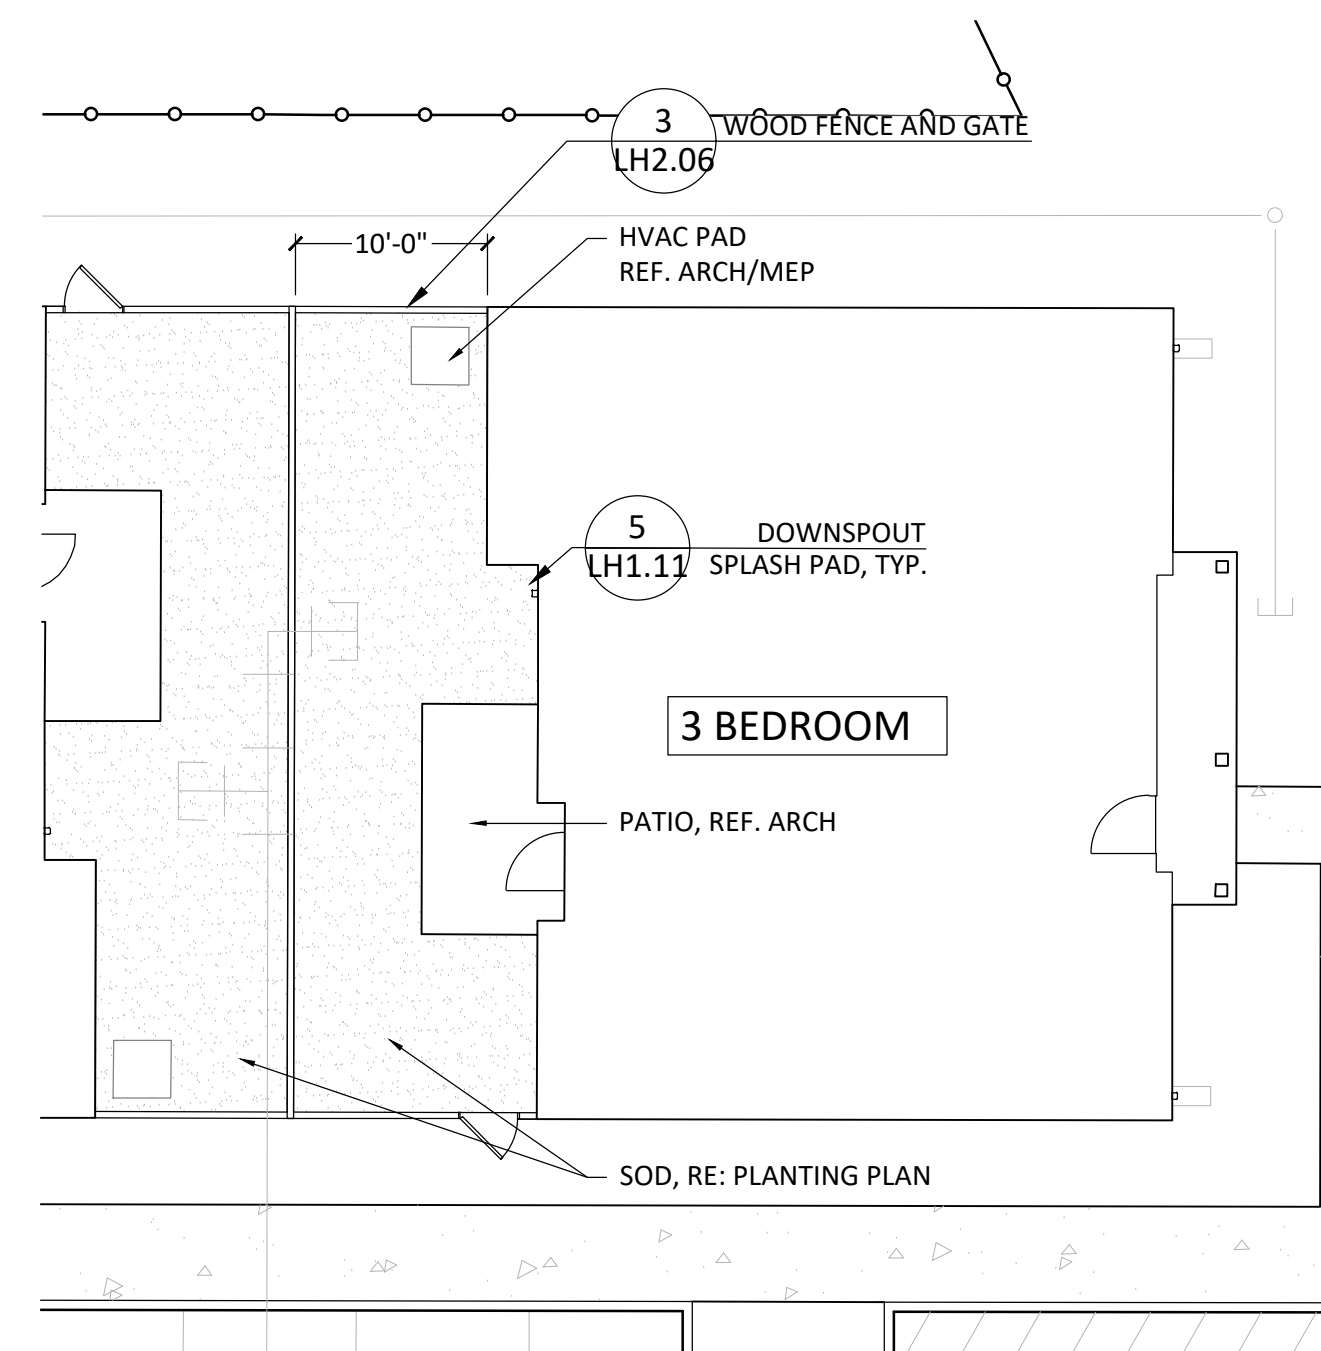 3
WOOD FENCE AND GATE
LH2.06
10'-0"
HVAC PAD
REF. ARCH/MEP
5
DOWNSPOUT
LH1.11
SPLASH PAD, TYP.
3 BEDROOM
PATIO, REF. ARCH
SOD, RE: PLANTING PLAN